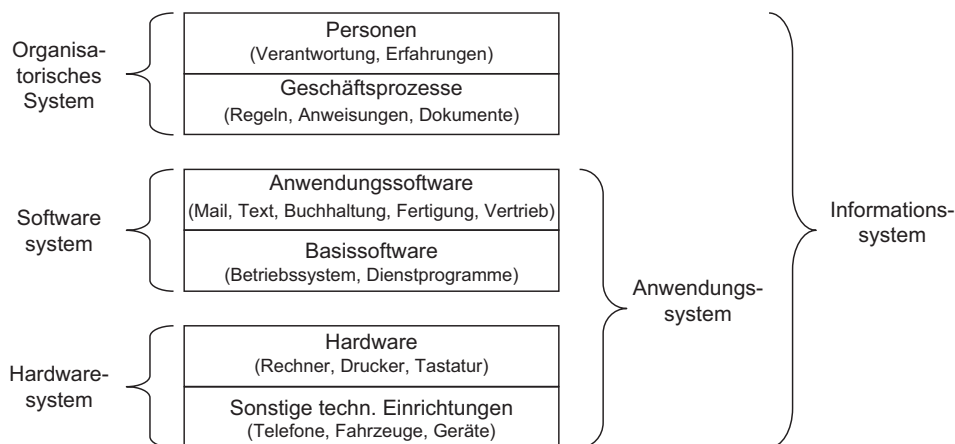 Organisa-
torisches
System
Personen
(Verantwortung, Erfahrungen)
Geschäftsprozesse
(Regeln, Anweisungen, Dokumente)
Software
system
Anwendungssoftware
(Mail, Text, Buchhaltung, Fertigung, Vertrieb)
Basissoftware
(Betriebssystem, Dienstprogramme)
Hardware-
system
Hardware
(Rechner, Drucker, Tastatur)
Sonstige techn. Einrichtungen
(Telefone, Fahrzeuge, Geräte)
Anwendungs-
system
Informations-
system